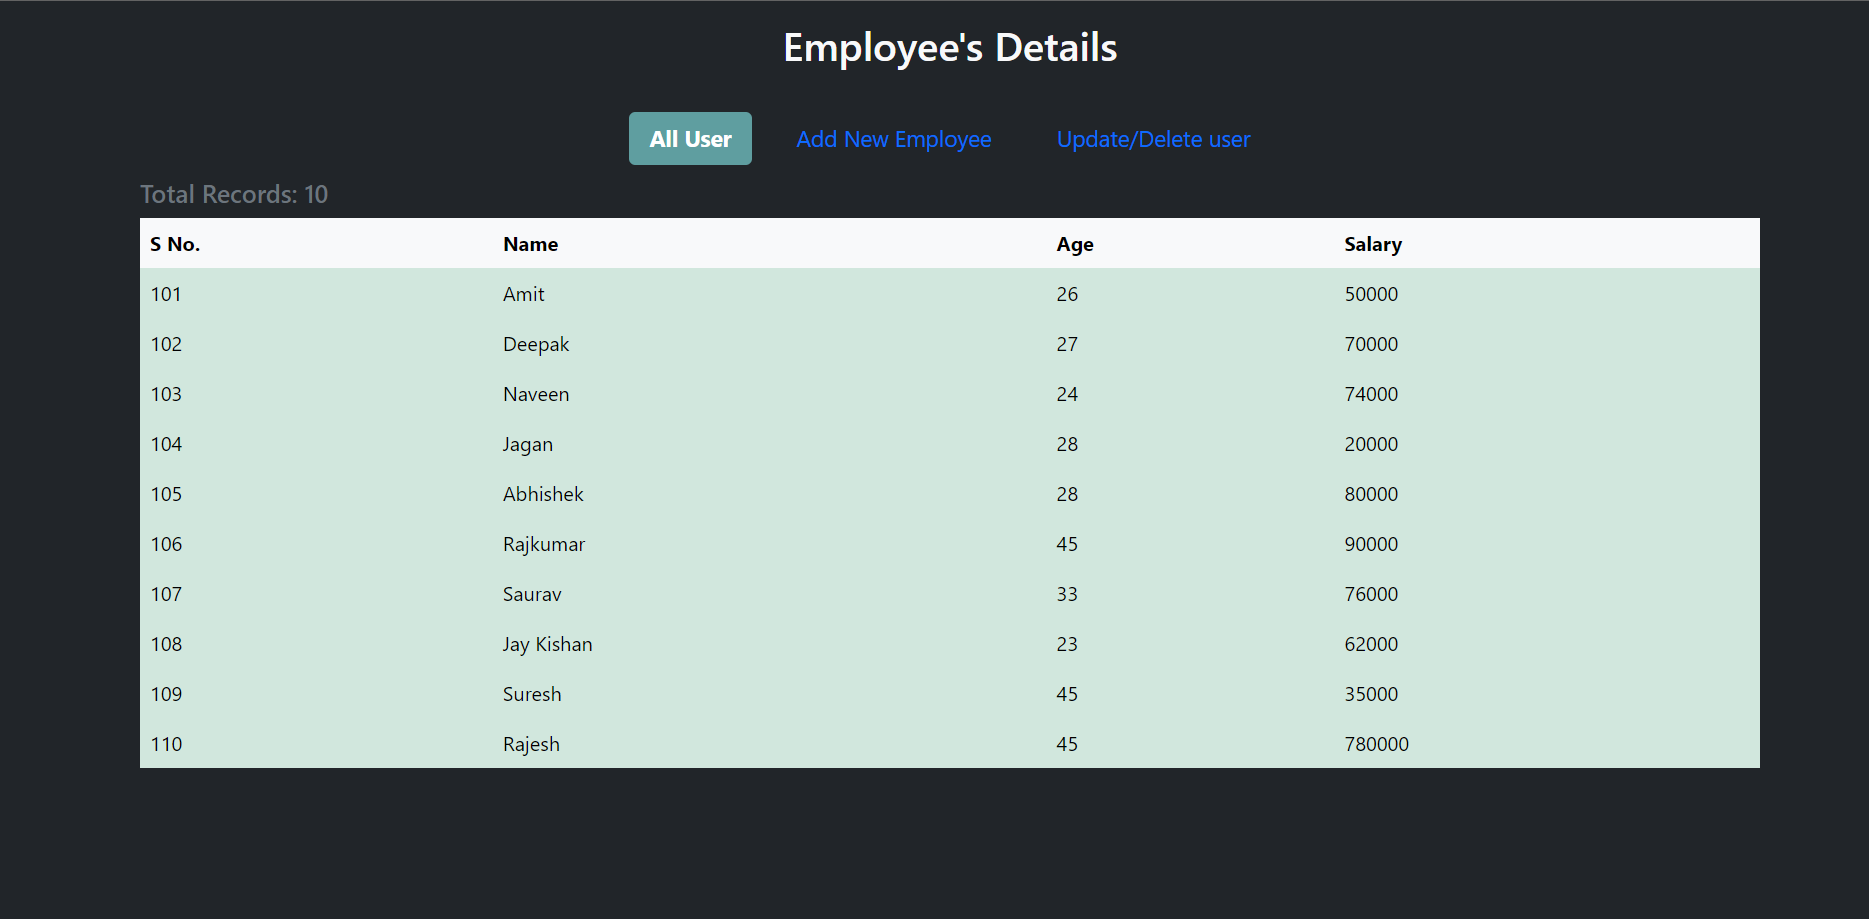 Employee's Details
All User Add New Employee Update/Delete user
Total Records: 10
S No. Name Age Salary
101 Amit 26 50000
102 Deepak 27 70000
103 Naveen 24 74000
104 Jagan 28 20000
105 Abhishek 28 80000
106 Rajkumar 45 90000
107 Saurav 33 76000
108 Jay Kishan 23 62000
109 Suresh 45 35000
110 Rajesh 45 780000